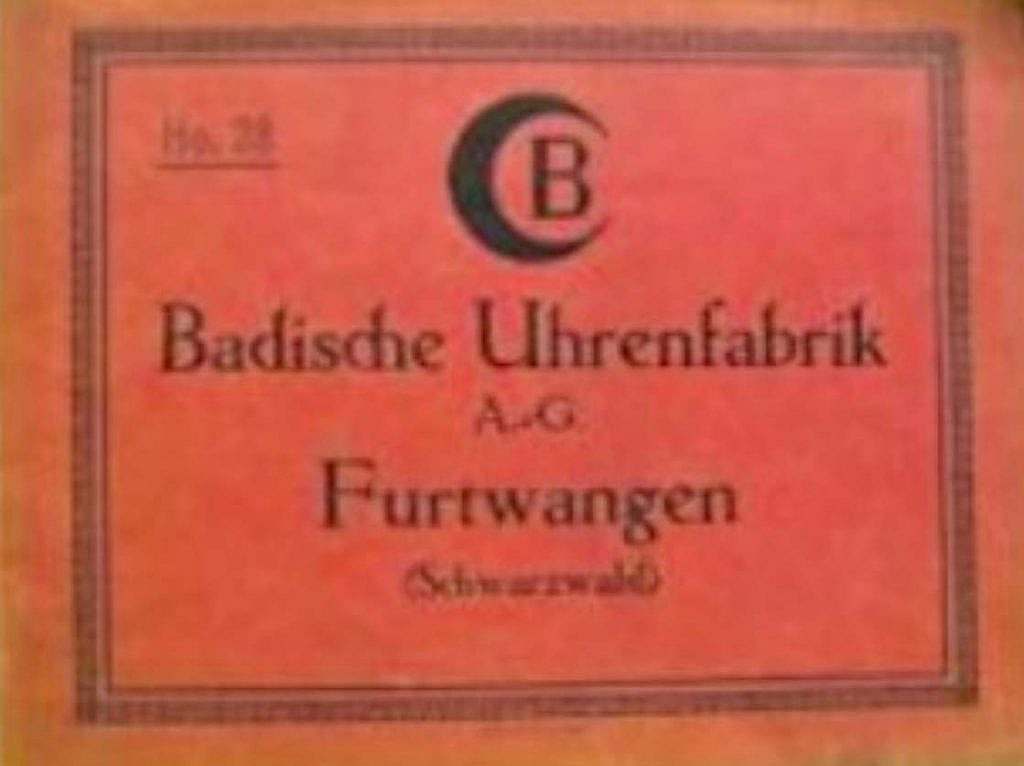 No. 28
B
Badische Uhrenfabrik
A.-G.
Furtwangen
(Schwarzwald)